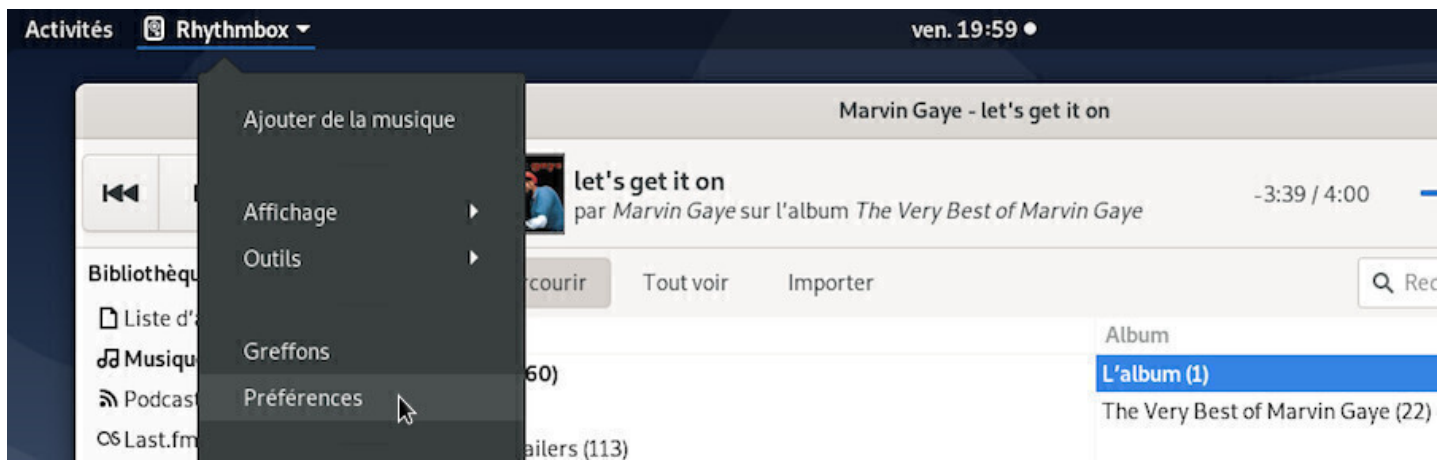 Activités Rhythmbox ven. 19:59
Marvin Gaye - let's get it on
Ajouter de la musique
let's get it on
par Marvin Gaye sur l'album The Very Best of Marvin Gaye
-3:39 / 4:00
Affichage
Outils
Bibliothèqu
courir Tout voir Importer Rec
Liste d'
Album
Greffons
Musiqu
60)
L'album (1)
Podcast
Préférences
The Very Best of Marvin Gaye (22)
Last.fm
ailers (113)